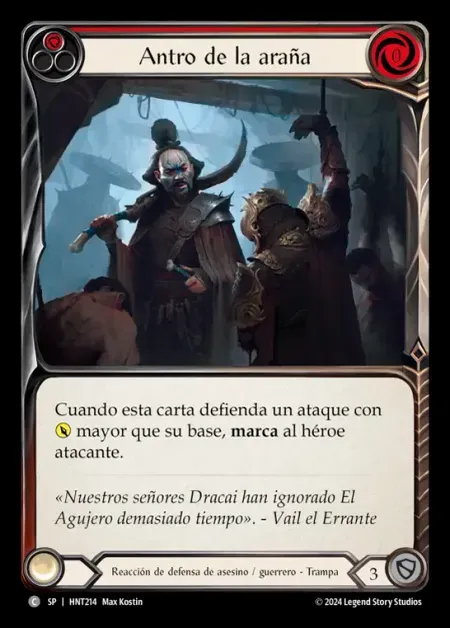 Antro de la araña
0
Cuando esta carta defienda un ataque con
mayor que su base, marca al héroe
atacante.
«Nuestros señores Dracai han ignorado El
Agujero demasiado tiempo». - Vail el Errante
Reacción de defensa de asesino / guerrero - Trampa
3
C SP | HNT214 Max Kostin
© 2024 Legend Story Studios